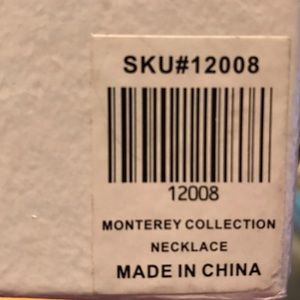 SKU#12008
12008
MONTEREY COLLECTION
NECKLACE
MADE IN CHINA